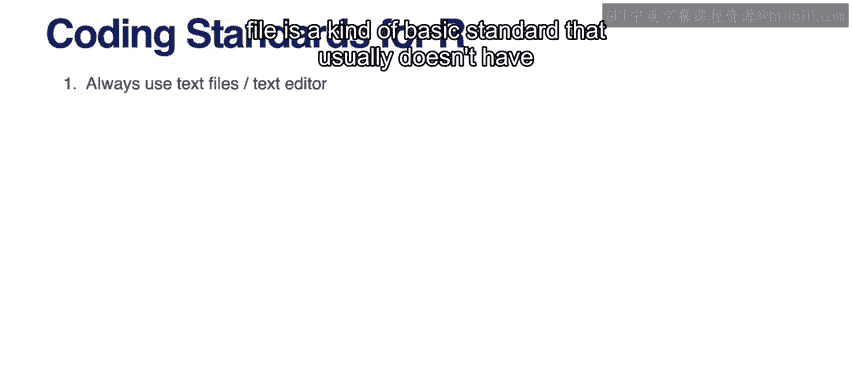 Coding Standards for R
file is a kind of basic standard that
usually doesn't have
1. Always use text files / text editor